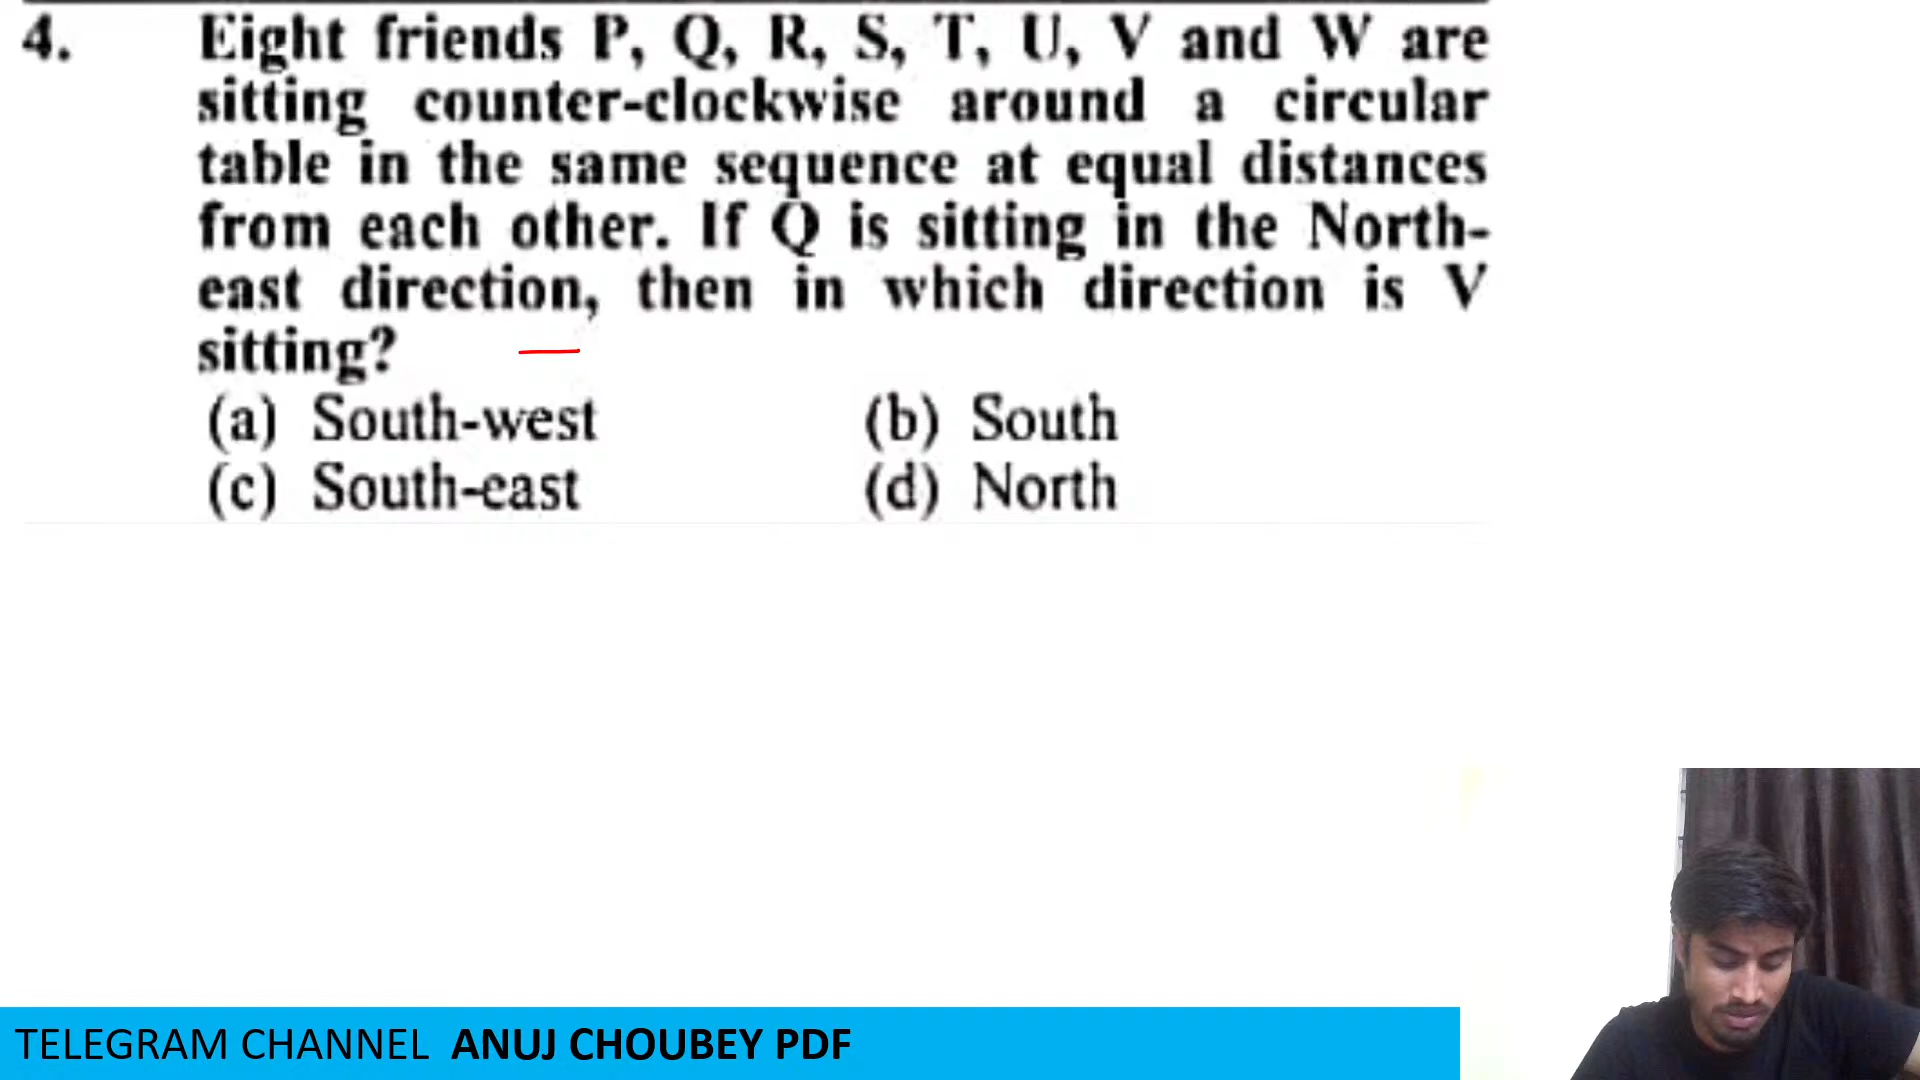 4. Eight friends P, Q, R, S, T, U, V and W are
sitting counter-clockwise around a circular
table in the same sequence at equal distances
from each other. If Q is sitting in the North-
east direction, then in which direction is V
sitting?
(a) South-west (b) South
(c) South-east (d) North
TELEGRAM CHANNEL ANUJ CHOUBEY PDF